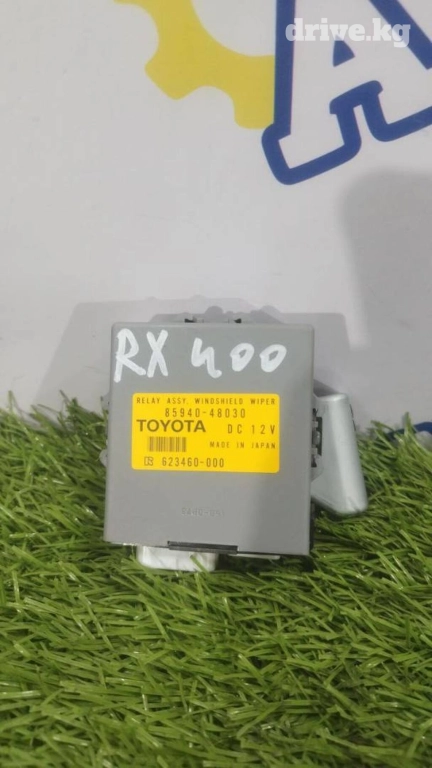 drive.kg
A
RX 400
RELAY ASSY, WINDSHIELD WIPER
85940-48030
TOYOTA DC 12V
MADE IN JAPAN
623460-000